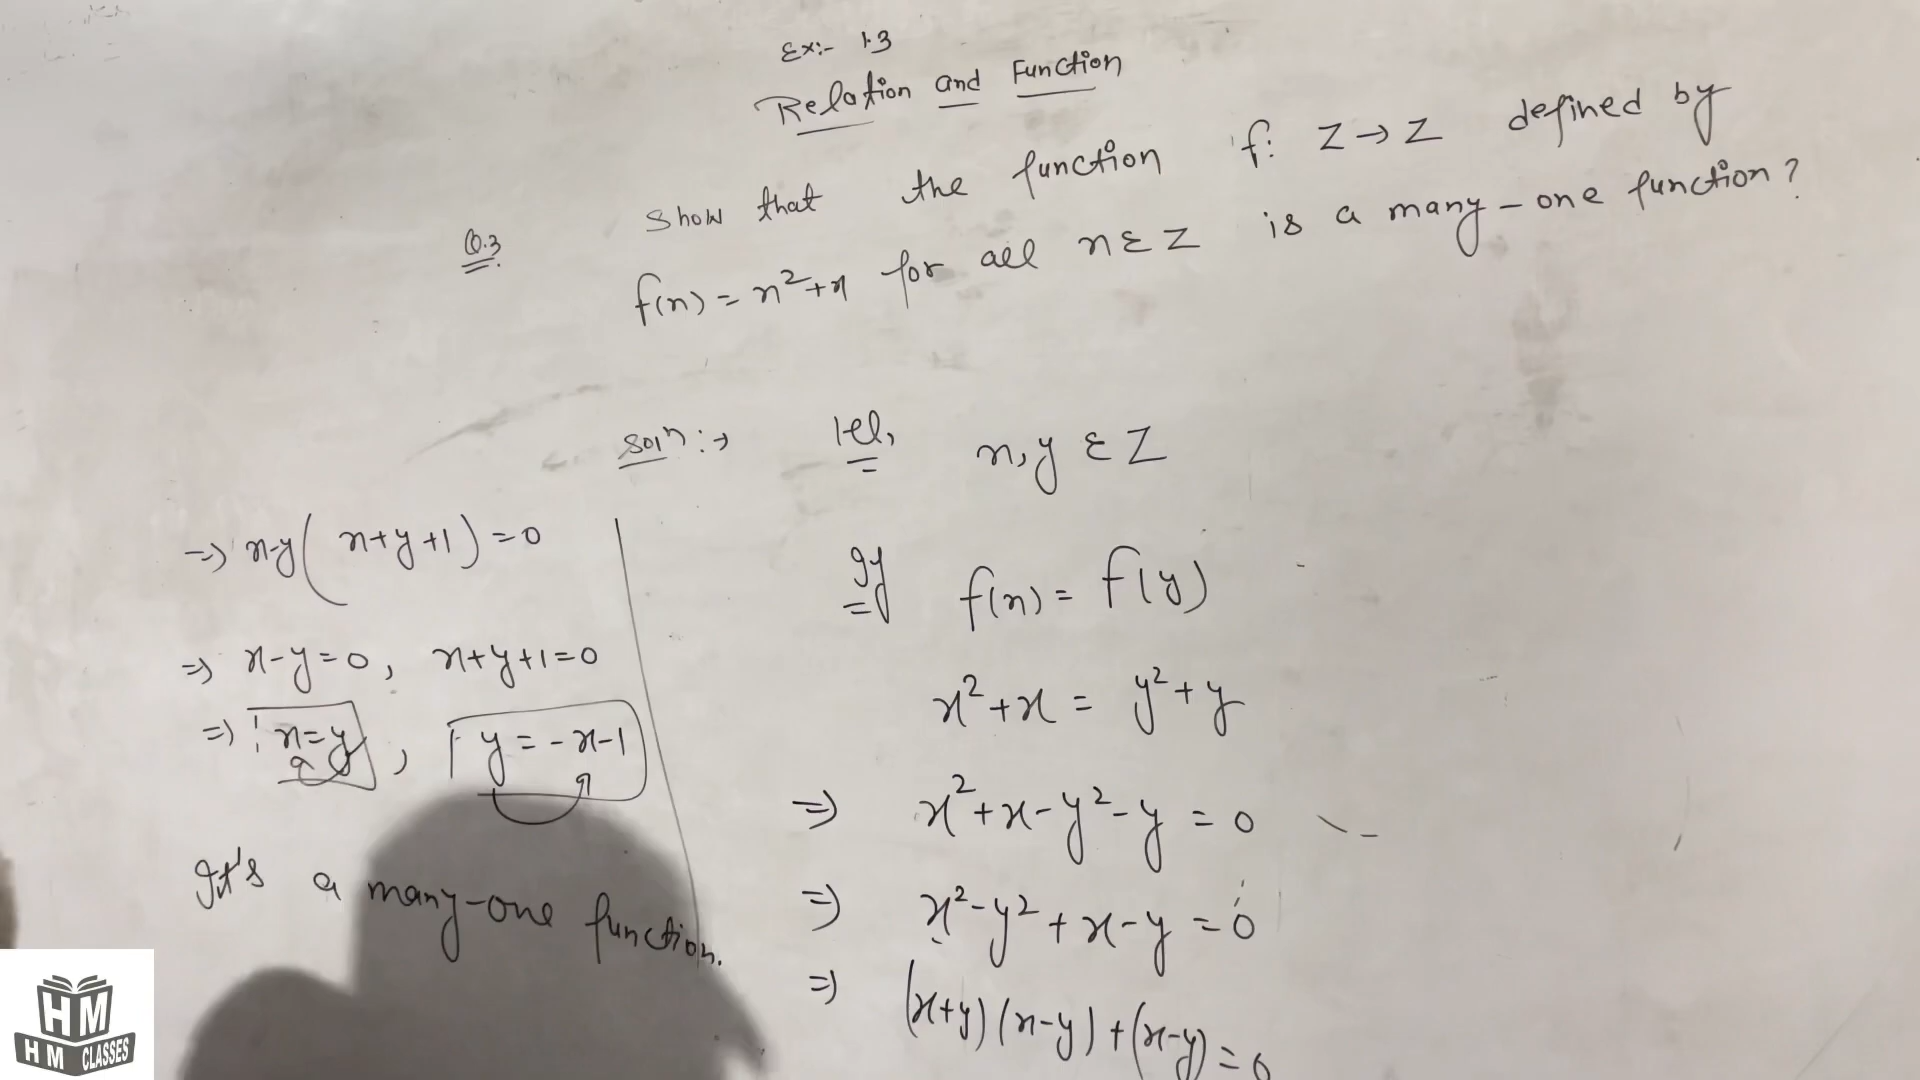 Ex:- 1.3
Relation and Function
Q.3 Show that the function f: Z → Z defined by
f(x) = x²+x for all x ε Z is a many-one function?
Solⁿ :→ let, x, y ε Z
If f(x) = f(y)
x²+x = y²+y
⇒ x²+x-y²-y = 0
⇒ x²-y²+x-y = 0
⇒ (x+y)(x-y)+(x-y)=0
⇒ x-y(x+y+1)=0
⇒ x-y=0, x+y+1=0
⇒ x=y, y=-x-1
It's a many-one function.
HM
HM CLASSES